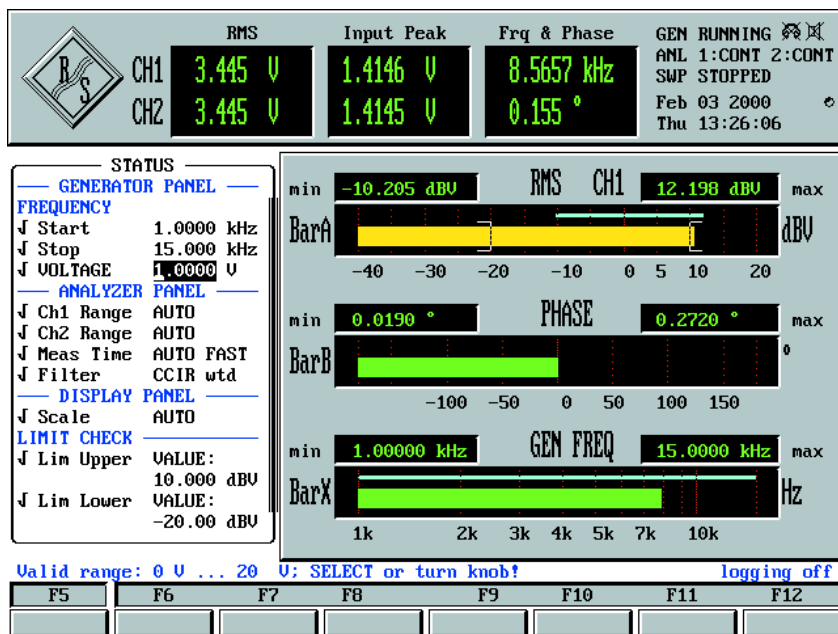 RMS Input Peak Frq & Phase
R S
CH1 3.445 V 1.4146 V 8.5657 kHz
CH2 3.445 V 1.4145 V 0.155 °
GEN RUNNING
ANL 1:CONT 2:CONT
SWP STOPPED
Feb 03 2000
Thu 13:26:06
STATUS
GENERATOR PANEL
FREQUENCY
√ Start 1.0000 kHz
√ Stop 15.000 kHz
√ VOLTAGE 1.0000 V
ANALYZER PANEL
√ Ch1 Range AUTO
√ Ch2 Range AUTO
√ Meas Time AUTO FAST
√ Filter CCIR wtd
DISPLAY PANEL
√ Scale AUTO
LIMIT CHECK
√ Lim Upper VALUE:
10.000 dBV
√ Lim Lower VALUE:
-20.00 dBV
min -10.205 dBV RMS CH1 12.198 dBV max
BarA dBV
-40 -30 -20 -10 0 5 10 20
min 0.0190 ° PHASE 0.2720 ° max
BarB °
-100 -50 0 50 100 150
min 1.00000 kHz GEN FREQ 15.0000 kHz max
BarX Hz
1k 2k 3k 4k 5k 7k 10k
Valid range: 0 V ... 20 V; SELECT or turn knob! logging off
F5 F6 F7 F8 F9 F10 F11 F12